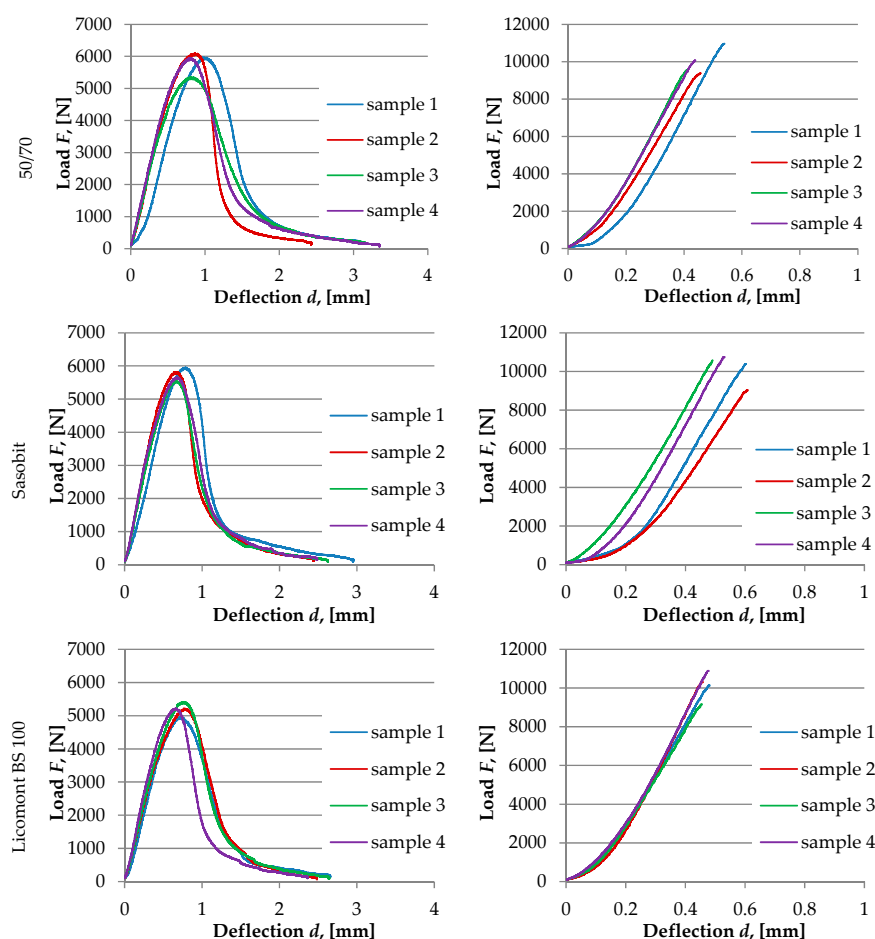 50/70
Load F, [N]
7000
6000
5000
4000
3000
2000
1000
0
0 1 2 3 4
Deflection d, [mm]
sample 1
sample 2
sample 3
sample 4
Load F, [N]
12000
10000
8000
6000
4000
2000
0
0 0.2 0.4 0.6 0.8 1
Deflection d, [mm]
sample 1
sample 2
sample 3
sample 4
Sasobit
Load F, [N]
7000
6000
5000
4000
3000
2000
1000
0
0 1 2 3 4
Deflection d, [mm]
sample 1
sample 2
sample 3
sample 4
Load F, [N]
12000
10000
8000
6000
4000
2000
0
0 0.2 0.4 0.6 0.8 1
Deflection d, [mm]
sample 1
sample 2
sample 3
sample 4
Licomont BS 100
Load F, [N]
7000
6000
5000
4000
3000
2000
1000
0
0 1 2 3 4
Deflection d, [mm]
sample 1
sample 2
sample 3
sample 4
Load F, [N]
12000
10000
8000
6000
4000
2000
0
0 0.2 0.4 0.6 0.8 1
Deflection d, [mm]
sample 1
sample 2
sample 3
sample 4